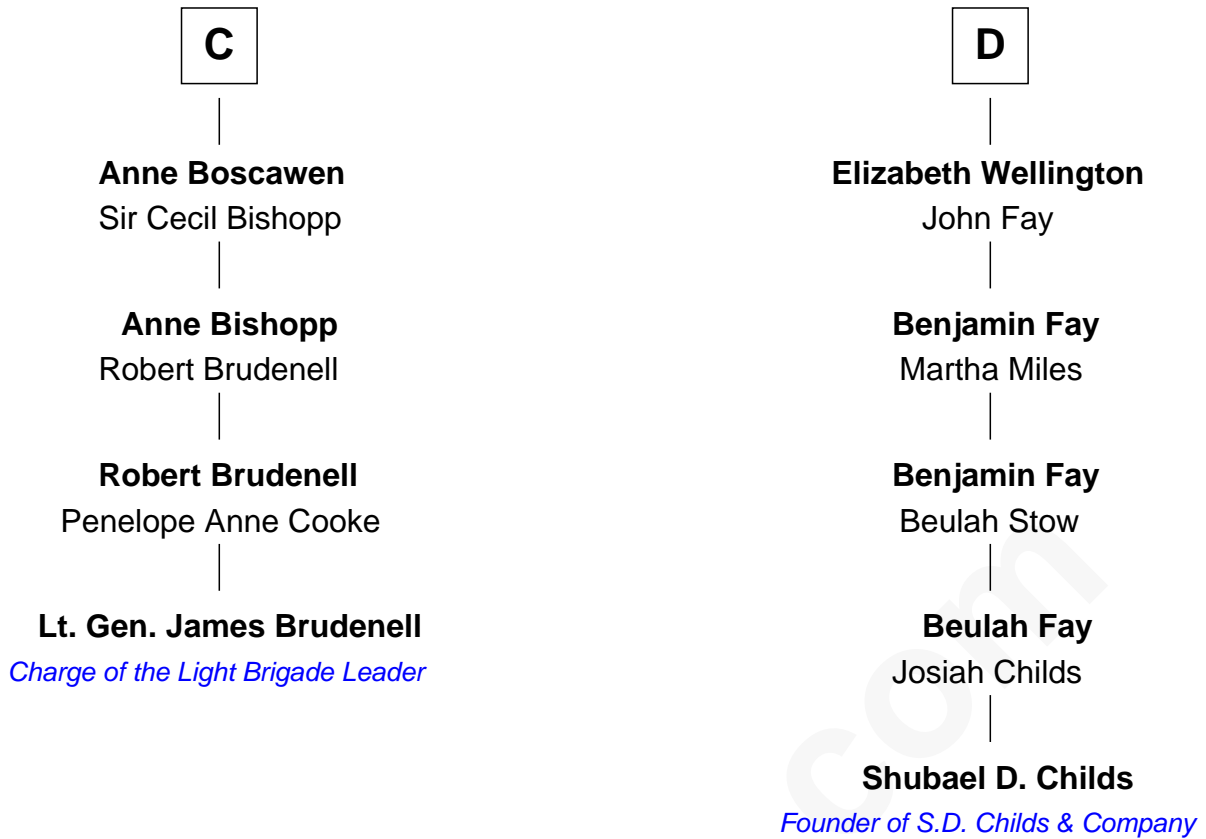 C
Anne Boscawen
Sir Cecil Bishopp
Anne Bishopp
Robert Brudenell
Robert Brudenell
Penelope Anne Cooke
Lt. Gen. James Brudenell
Charge of the Light Brigade Leader
D
Elizabeth Wellington
John Fay
Benjamin Fay
Martha Miles
Benjamin Fay
Beulah Stow
Beulah Fay
Josiah Childs
Shubael D. Childs
Founder of S.D. Childs & Company
com